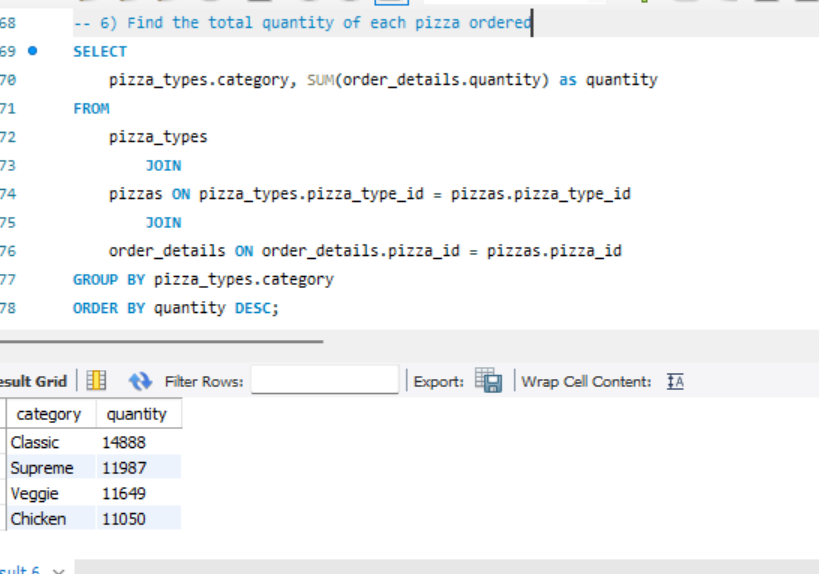 68 -- 6) Find the total quantity of each pizza ordered
69 SELECT
70 pizza_types.category, SUM(order_details.quantity) as quantity
71 FROM
72 pizza_types
73 JOIN
74 pizzas ON pizza_types.pizza_type_id = pizzas.pizza_type_id
75 JOIN
76 order_details ON order_details.pizza_id = pizzas.pizza_id
77 GROUP BY pizza_types.category
78 ORDER BY quantity DESC;
esult Grid Filter Rows: Export: Wrap Cell Content: IA
category quantity
Classic 14888
Supreme 11987
Veggie 11649
Chicken 11050
sult 6